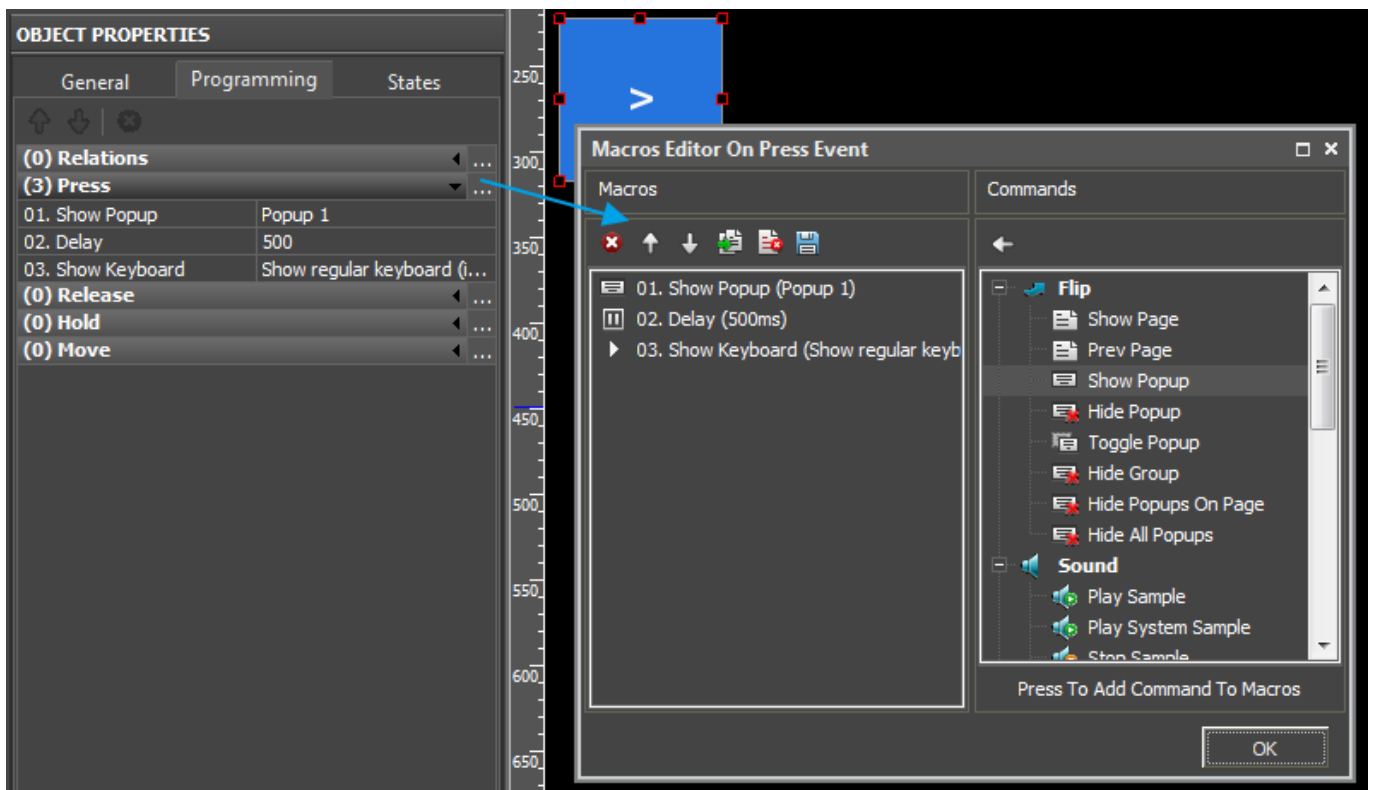 OBJECT PROPERTIES
General Programming States
(0) Relations ...
(3) Press ...
01. Show Popup Popup 1
02. Delay 500
03. Show Keyboard Show regular keyboard (i...
(0) Release ...
(0) Hold ...
(0) Move ...
250
300
350
400
450
500
550
600
650
>
Macros Editor On Press Event
Macros
01. Show Popup (Popup 1)
02. Delay (500ms)
03. Show Keyboard (Show regular keyb
Commands
Flip
Show Page
Prev Page
Show Popup
Hide Popup
Toggle Popup
Hide Group
Hide Popups On Page
Hide All Popups
Sound
Play Sample
Play System Sample
Stop Sample
Press To Add Command To Macros
OK